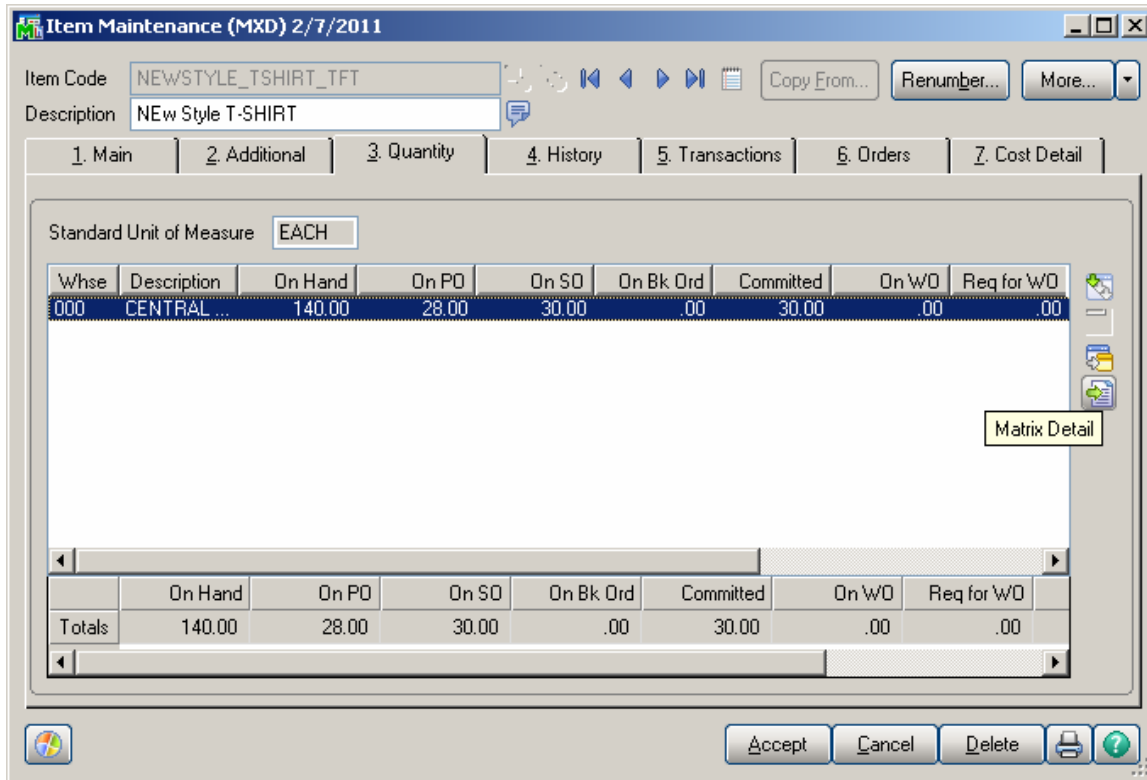 Item Maintenance (MXD) 2/7/2011
Item Code NEWSTYLE_TSHIRT_TFT Copy From... Renumber... More...
Description NEw Style T-SHIRT
1. Main 2. Additional 3. Quantity 4. History 5. Transactions 6. Orders 7. Cost Detail
Standard Unit of Measure EACH
Whse Description On Hand On PO On SO On Bk Ord Committed On WO Req for WO
000 CENTRAL ... 140.00 28.00 30.00 .00 30.00 .00 .00
Matrix Detail
On Hand On PO On SO On Bk Ord Committed On WO Req for WO
Totals 140.00 28.00 30.00 .00 30.00 .00 .00
Accept Cancel Delete